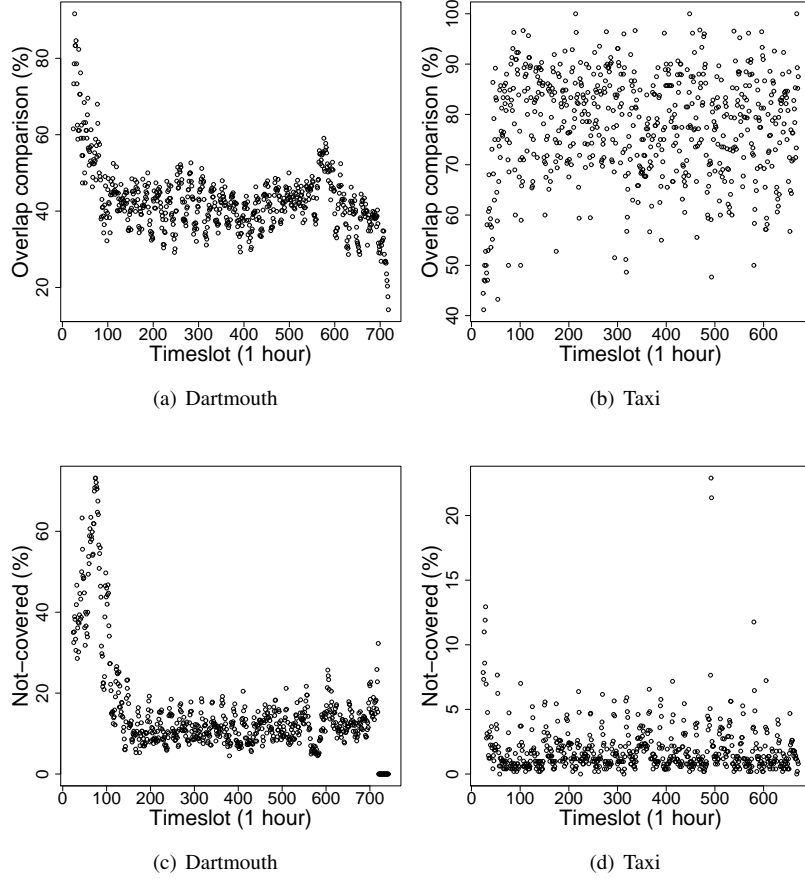 Overlap comparison (%)
20 40 60 80
0 100 200 300 400 500 600 700
Timeslot (1 hour)
(a) Dartmouth
Overlap comparison (%)
40 50 60 70 80 90 100
0 100 200 300 400 500 600
Timeslot (1 hour)
(b) Taxi
Not−covered (%)
0 20 40 60
0 100 200 300 400 500 600 700
Timeslot (1 hour)
(c) Dartmouth
Not−covered (%)
0 5 10 15 20
0 100 200 300 400 500 600
Timeslot (1 hour)
(d) Taxi